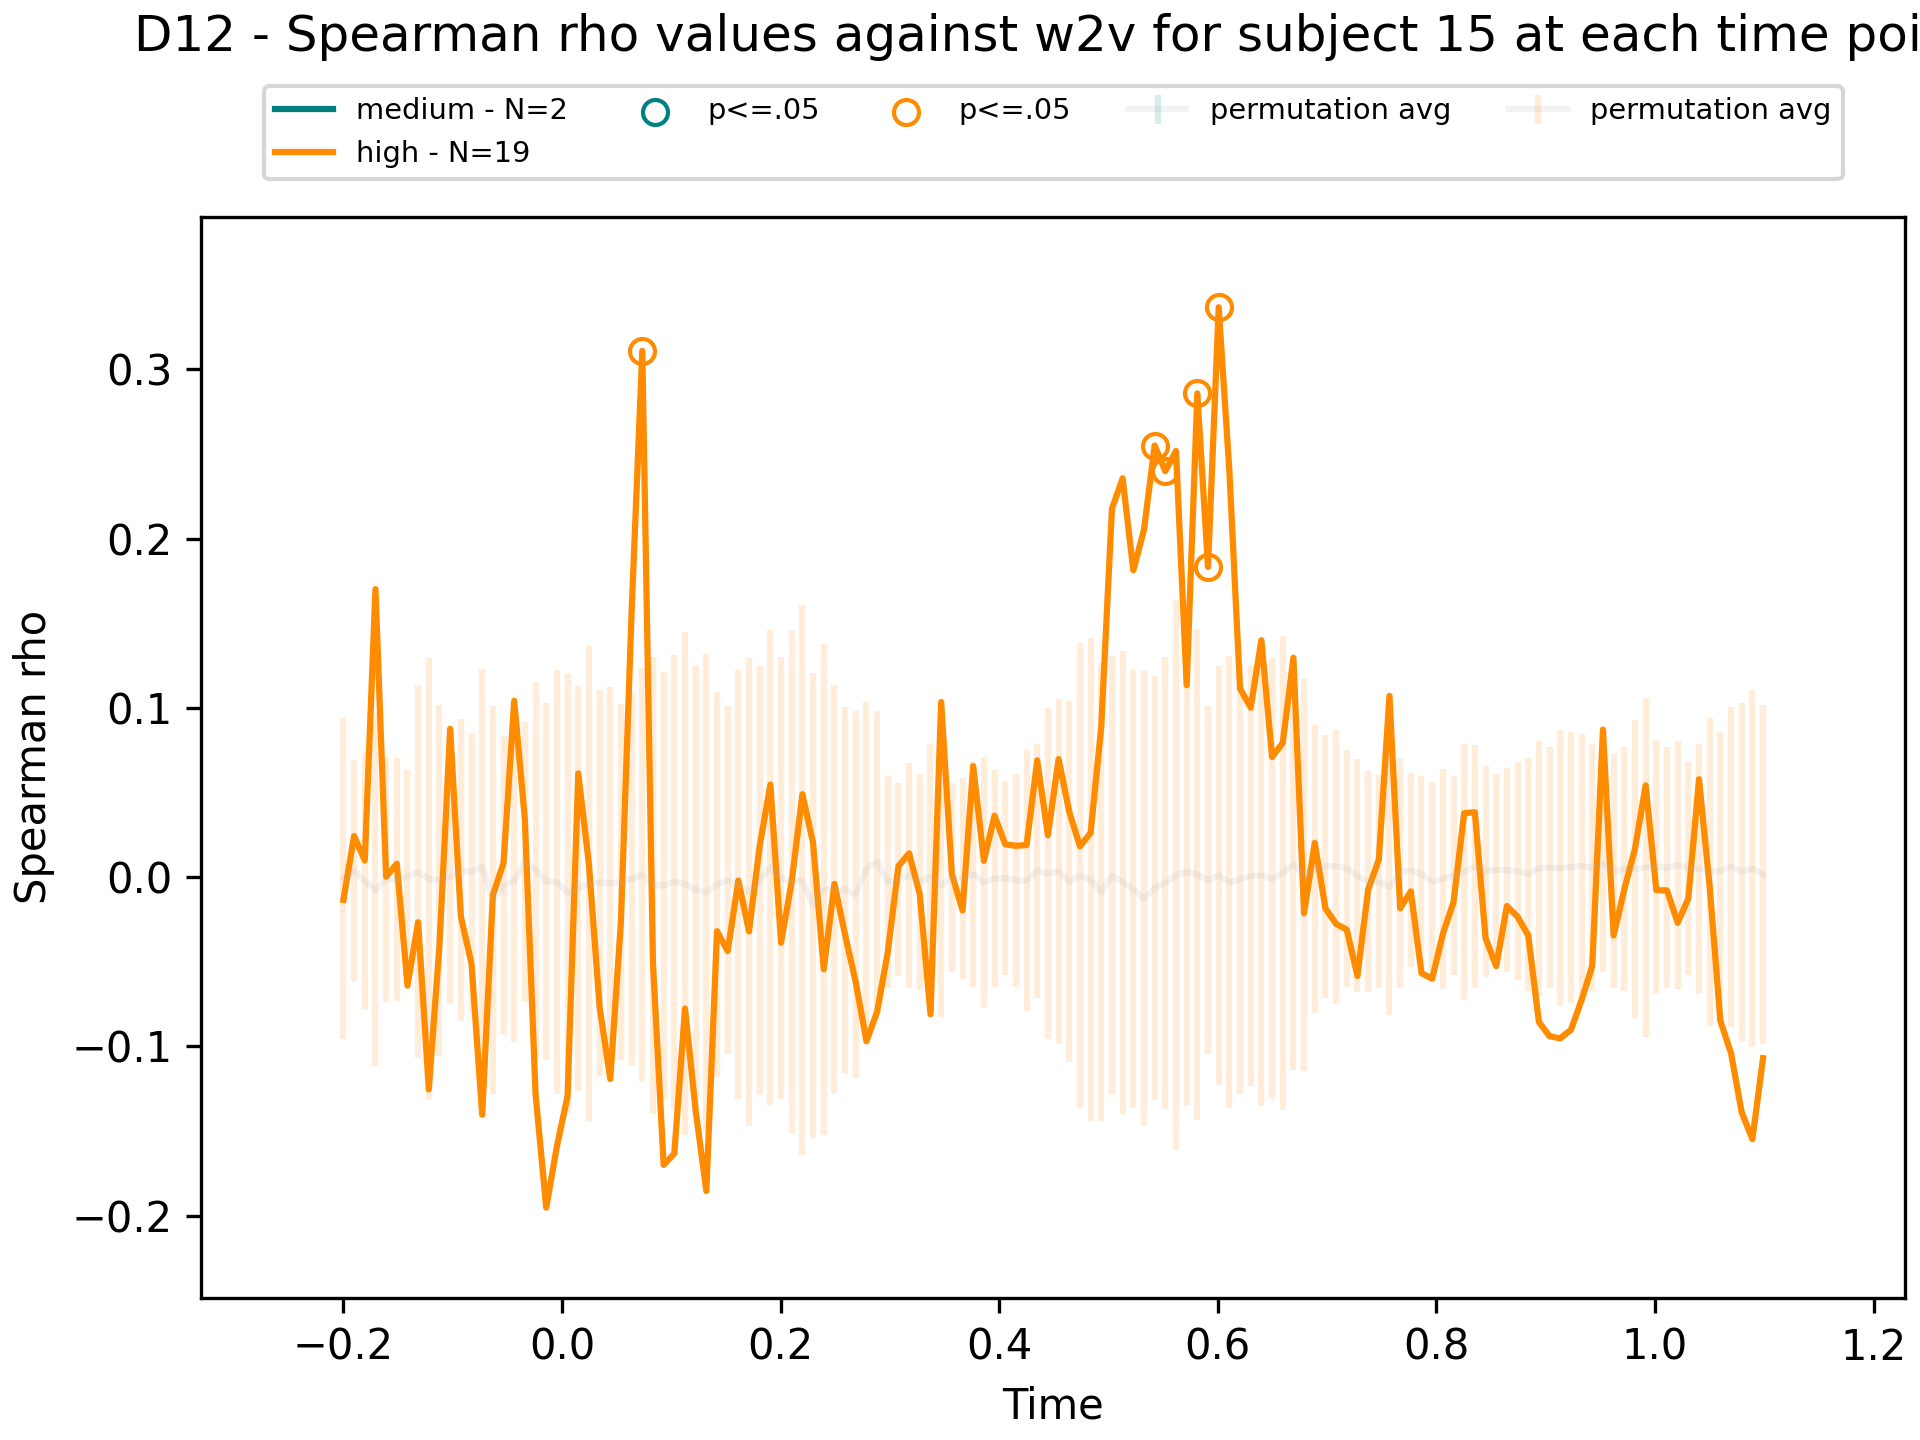 D12 - Spearman rho values against w2v for subject 15 at each time poi
medium - N=2
high - N=19
p<=.05
p<=.05
permutation avg
permutation avg
Spearman rho
0.3
0.2
0.1
0.0
−0.1
−0.2
−0.2 0.0 0.2 0.4 0.6 0.8 1.0 1.2
Time